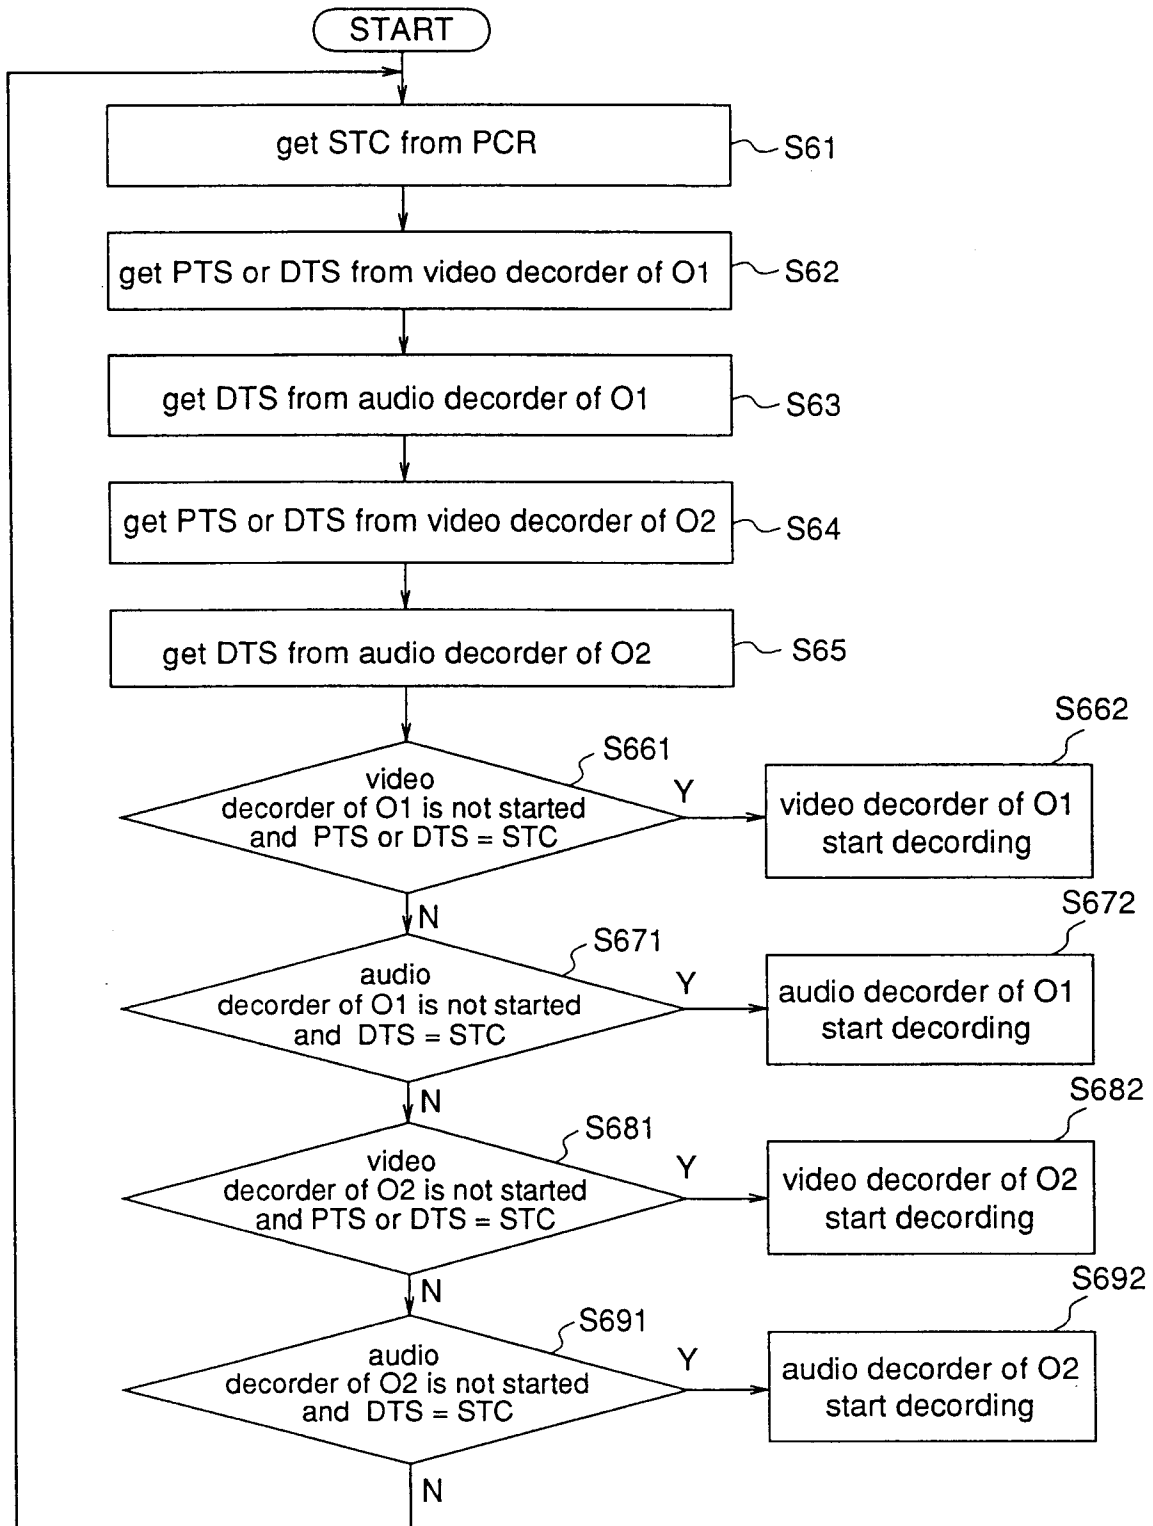 START
get STC from PCR
S61
get PTS or DTS from video decorder of O1
S62
get DTS from audio decorder of O1
S63
get PTS or DTS from video decorder of O2
S64
get DTS from audio decorder of O2
S65
S661
video
decorder of O1 is not started
and PTS or DTS = STC
Y
S662
video decorder of O1
start decording
N
S671
audio
decorder of O1 is not started
and DTS = STC
Y
S672
audio decorder of O1
start decording
N
S681
video
decorder of O2 is not started
and PTS or DTS = STC
Y
S682
video decorder of O2
start decording
N
S691
audio
decorder of O2 is not started
and DTS = STC
Y
S692
audio decorder of O2
start decording
N